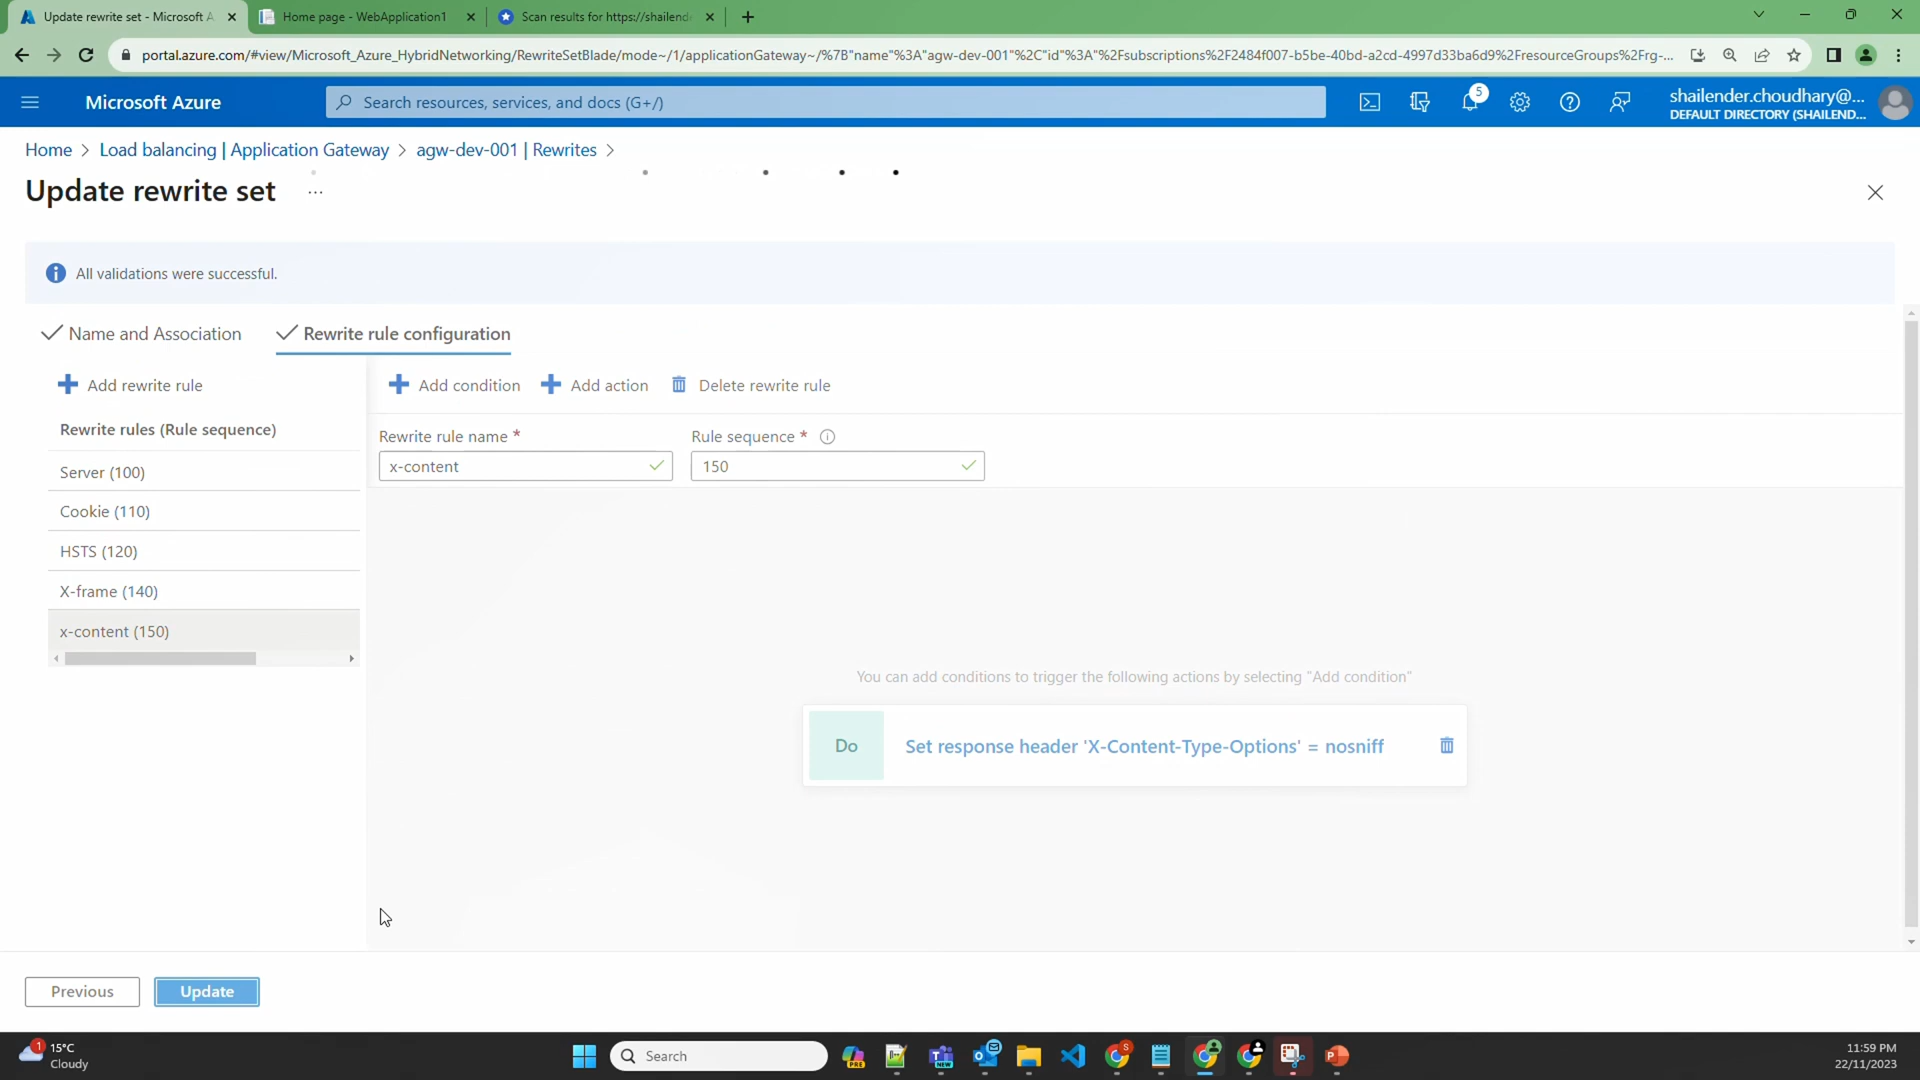 Update rewrite set - Microsoft A
Home page - WebApplication1
Scan results for https://shailend
portal.azure.com/#view/Microsoft_Azure_HybridNetworking/RewriteSetBlade/mode~/1/applicationGateway~/%7B"name"%3A"agw-dev-001"%2C"id"%3A"%2Fsubscriptions%2F2484f007-b5be-40bd-a2cd-4997d33ba6d9%2FresourceGroups%2Frg-...
Microsoft Azure
Search resources, services, and docs (G+/)
5
shailender.choudhary@...
DEFAULT DIRECTORY (SHAILEND...
Home > Load balancing | Application Gateway > agw-dev-001 | Rewrites >
Update rewrite set ...
All validations were successful.
Name and Association
Rewrite rule configuration
Add rewrite rule
Add condition
Add action
Delete rewrite rule
Rewrite rules (Rule sequence)
Rewrite rule name *
Rule sequence *
x-content
150
Server (100)
Cookie (110)
HSTS (120)
X-frame (140)
x-content (150)
You can add conditions to trigger the following actions by selecting "Add condition"
Do
Set response header 'X-Content-Type-Options' = nosniff
Previous
Update
1
15°C
Cloudy
Search
PRE
NEW
S
P
11:59 PM
22/11/2023